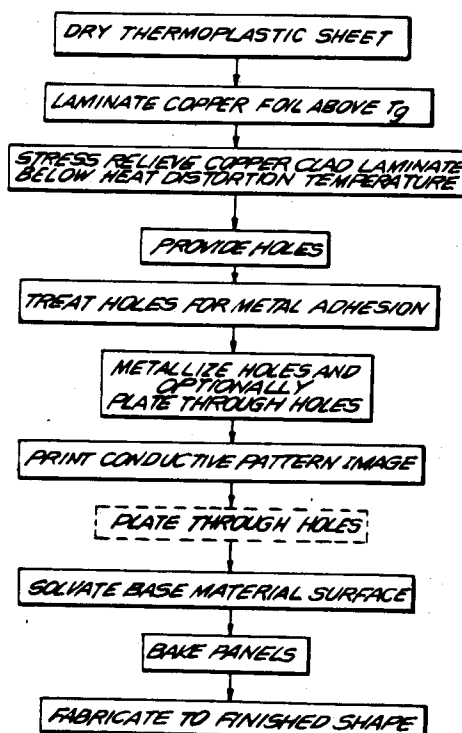 DRY THERMOPLASTIC SHEET
LAMINATE COPPER FOIL ABOVE Tg
STRESS RELIEVE COPPER CLAD LAMINATE
BELOW HEAT DISTORTION TEMPERATURE
PROVIDE HOLES
TREAT HOLES FOR METAL ADHESION
METALLIZE HOLES AND
OPTIONALLY
PLATE THROUGH HOLES
PRINT CONDUCTIVE PATTERN IMAGE
PLATE THROUGH HOLES
SOLVATE BASE MATERIAL SURFACE
BAKE PANELS
FABRICATE TO FINISHED SHAPE